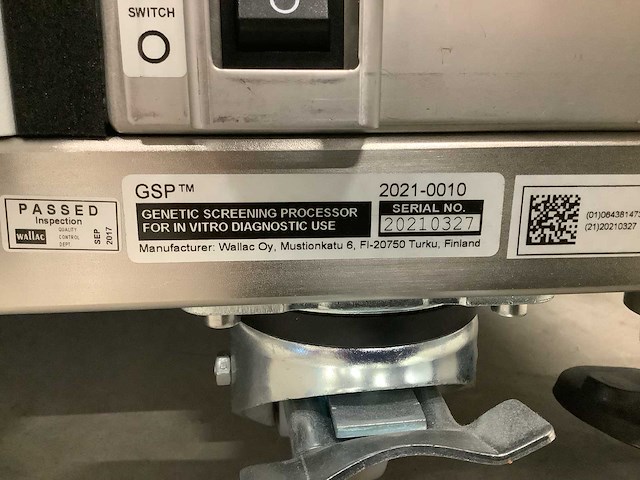 SWITCH
PASSED
Inspection
WALLAC
QUALITY
CONTROL
DEPT
SEP
2017
GSP™
2021-0010
GENETIC SCREENING PROCESSOR
FOR IN VITRO DIAGNOSTIC USE
SERIAL NO.
20210327
Manufacturer: Wallac Oy, Mustionkatu 6, FI-20750 Turku, Finland
(21)20210327